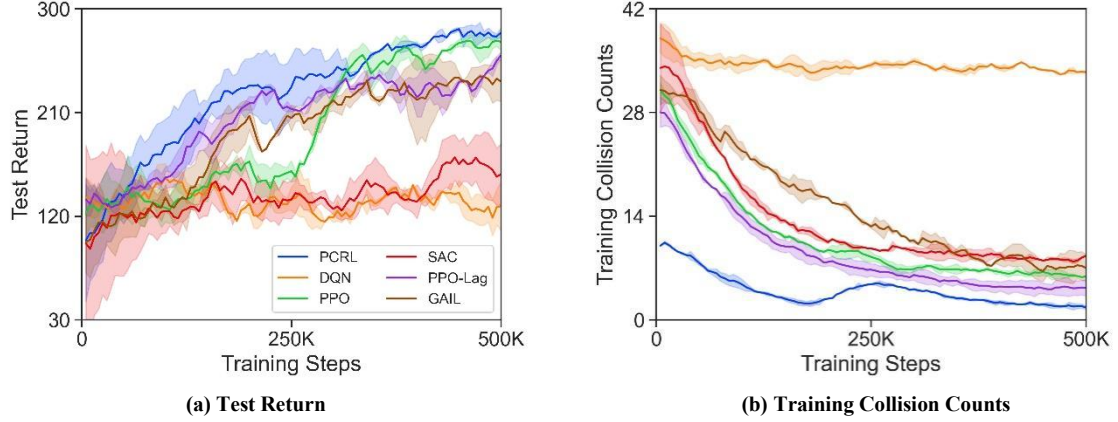 300
210
120
30
Test Return
PCRL
DQN
PPO
SAC
PPO-Lag
GAIL
0
250K
500K
Training Steps
(a) Test Return
42
28
14
0
Training Collision Counts
0
250K
500K
Training Steps
(b) Training Collision Counts